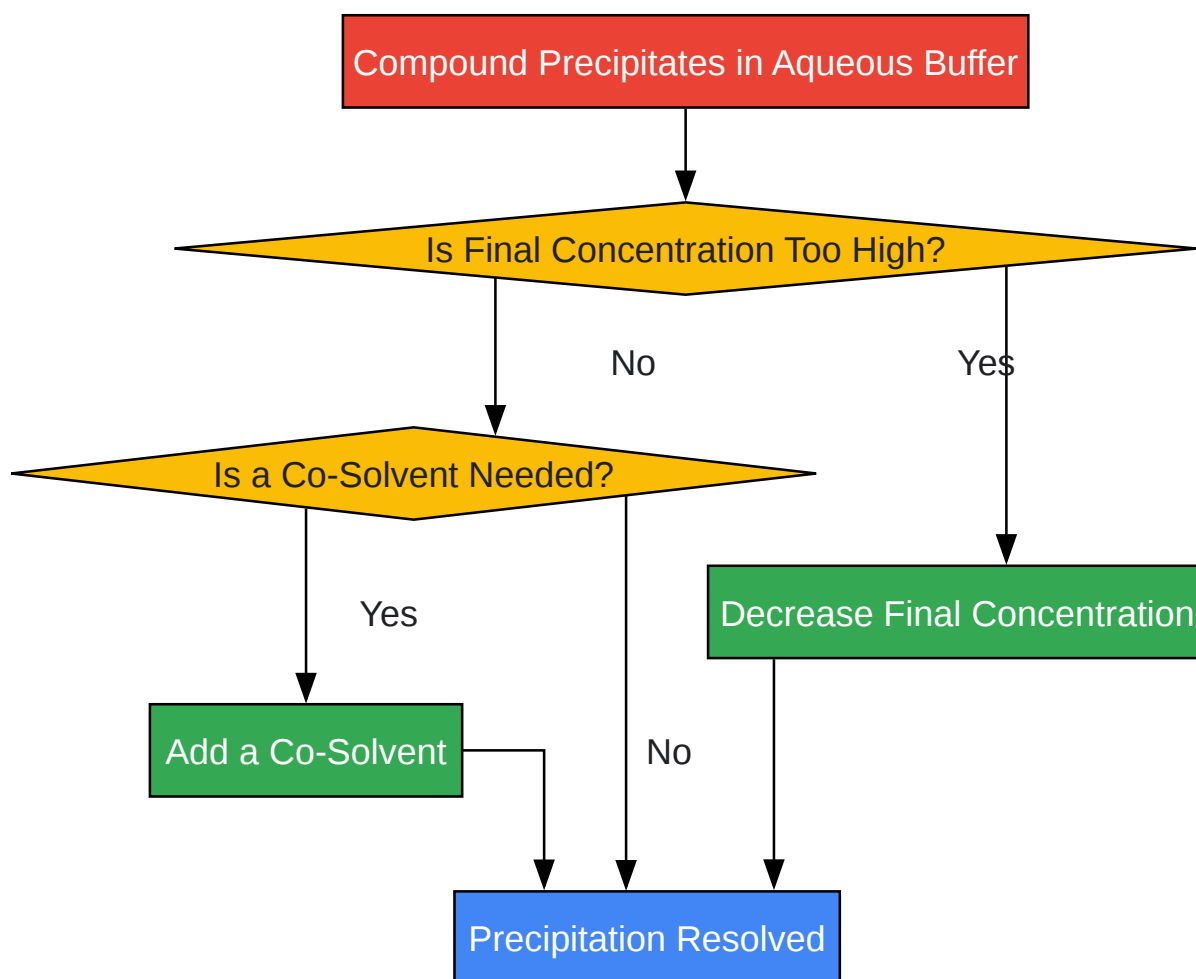 Compound Precipitates in Aqueous Buffer
Is Final Concentration Too High?
No
Yes
Is a Co-Solvent Needed?
Yes
Decrease Final Concentration
Add a Co-Solvent
No
Precipitation Resolved